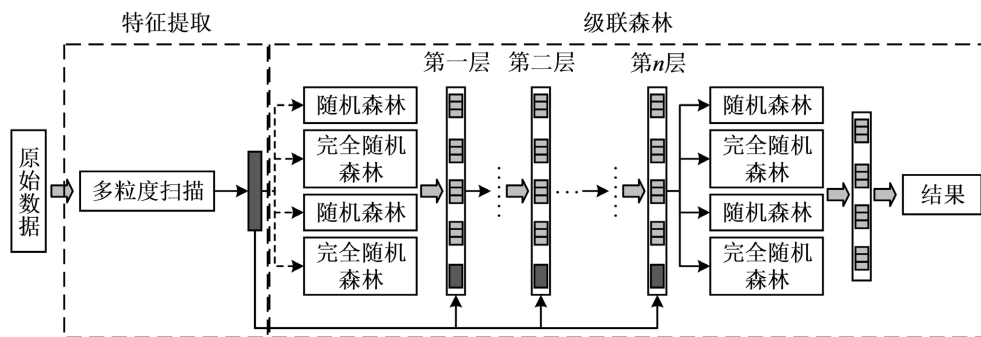 特征提取
级联森林
第一层
第二层
第n层
原始数据
多粒度扫描
随机森林
完全随机
森林
随机森林
完全随机
森林
随机森林
完全随机
森林
随机森林
完全随机
森林
结果